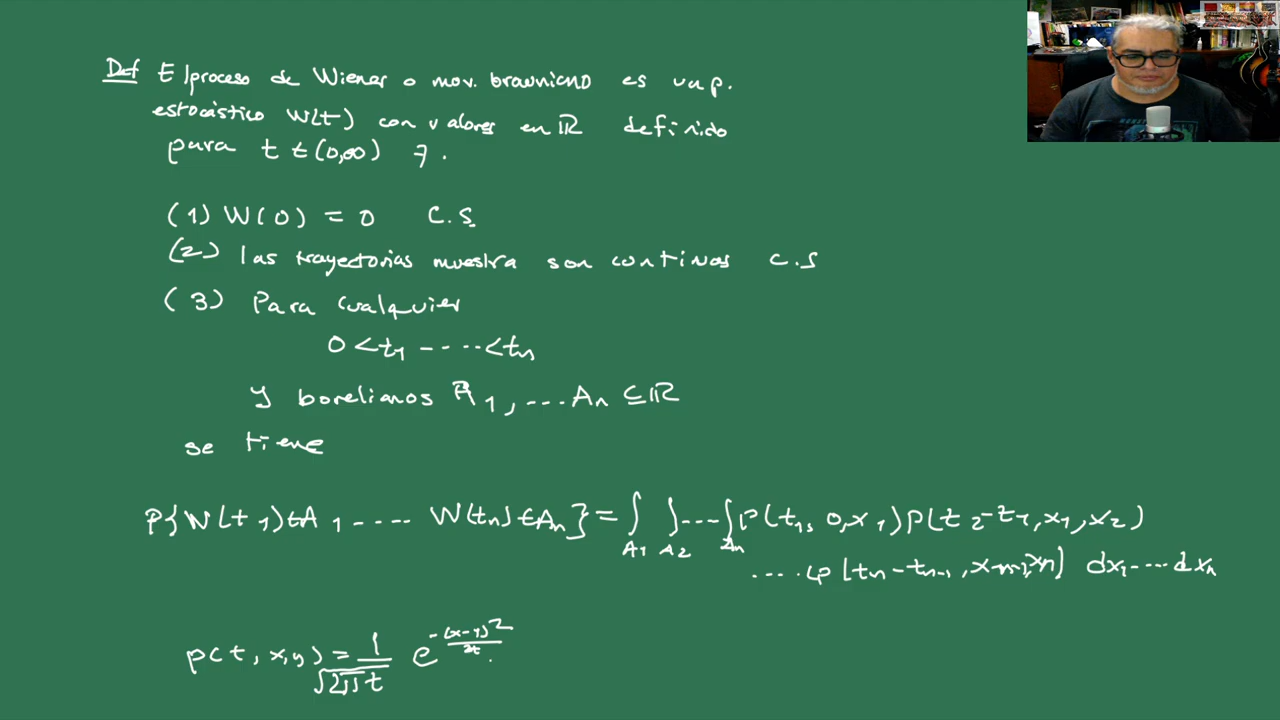 Def El proceso de Wiener o mov. browniano es un p.
estocástico W(t) con valores en ℝ definido
para t ∈ (0,∞) ∋.
(1) W(0) = 0 c.s.
(2) las trayectorias muestra son continuas c.s
(3) Para cualquier
0 < t₁ ----- < tₙ
y borelianos A₁, ... Aₙ ⊆ ℝ
se tiene
P{W(t₁) ∈ A₁ ----- W(tₙ) ∈ Aₙ} = ∫_{A₁} ∫_{A₂} ---- ∫_{Aₙ} p(t₁, 0, x₁) p(t₂ - t₁, x₁, x₂)
..... p(tₙ - tₙ₋₁, xₙ₋₁, xₙ) dx₁ ---- dxₙ
p(t, x, y) = 1/√(2πt) e^{-(x-y)²/2t}